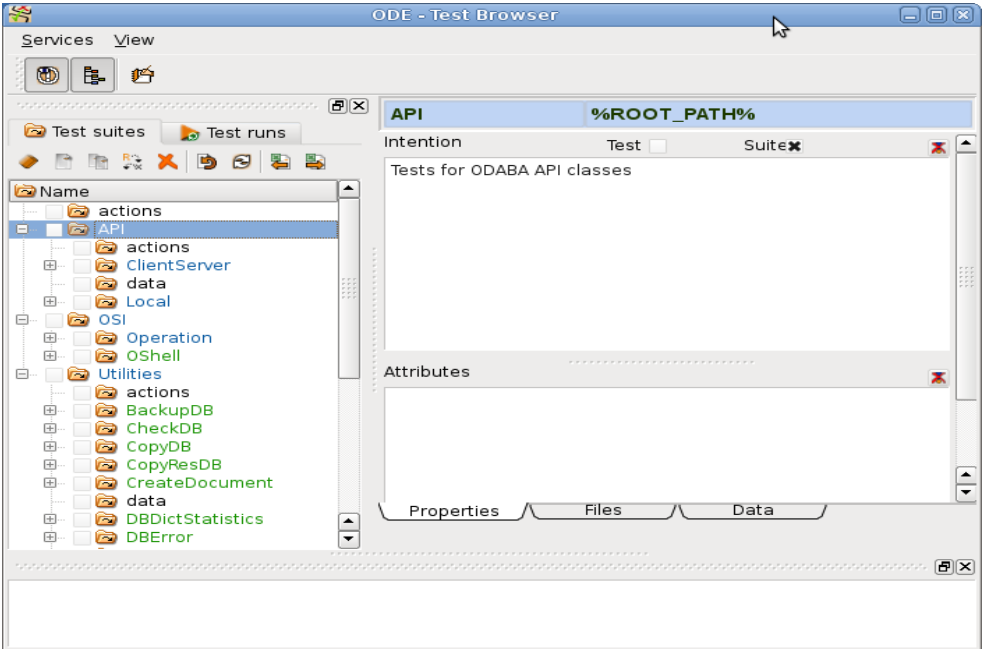 ODE - Test Browser
Services View
Test suites Test runs
Name
actions
API
actions
ClientServer
data
Local
OSI
Operation
OShell
Utilities
actions
BackupDB
CheckDB
CopyDB
CopyResDB
CreateDocument
data
DBDictStatistics
DBError
API %ROOT_PATH%
Intention Test Suite
Tests for ODABA API classes
Attributes
Properties Files Data